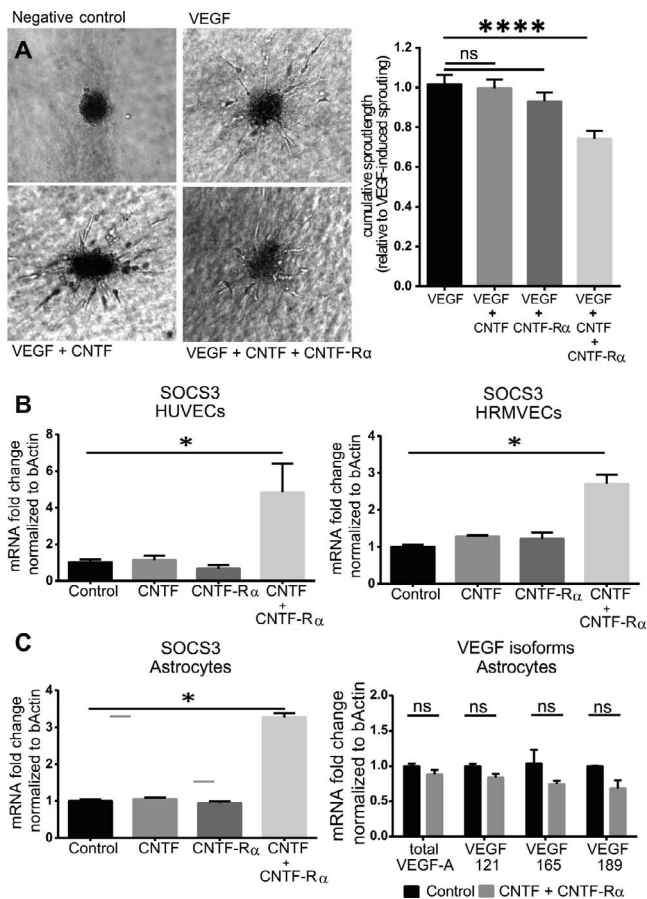 Negative control
VEGF
A
VEGF + CNTF
VEGF + CNTF + CNTF-Rα
****
ns
cumulative sproutlength
(relative to VEGF-induced sprouting)
1.2
1.0
0.8
0.6
0.4
0.2
0.0
VEGF
VEGF
+
CNTF
VEGF
+
CNTF-Rα
VEGF
+
CNTF
+
CNTF-Rα
B
SOCS3
HUVECs
*
mRNA fold change
normalized to bActin
8
6
4
2
0
Control
CNTF
CNTF-Rα
CNTF
+
CNTF-Rα
SOCS3
HRMVECs
*
mRNA fold change
normalized to bActin
4
3
2
1
0
Control
CNTF
CNTF-Rα
CNTF
+
CNTF-Rα
C
SOCS3
Astrocytes
*
mRNA fold change
normalized to bActin
4
3
2
1
0
Control
CNTF
CNTF-Rα
CNTF
+
CNTF-Rα
VEGF isoforms
Astrocytes
ns
ns
ns
ns
mRNA fold change
normalized to bActin
2.0
1.5
1.0
0.5
0.0
total
VEGF-A
VEGF
121
VEGF
165
VEGF
189
Control
CNTF + CNTF-Rα